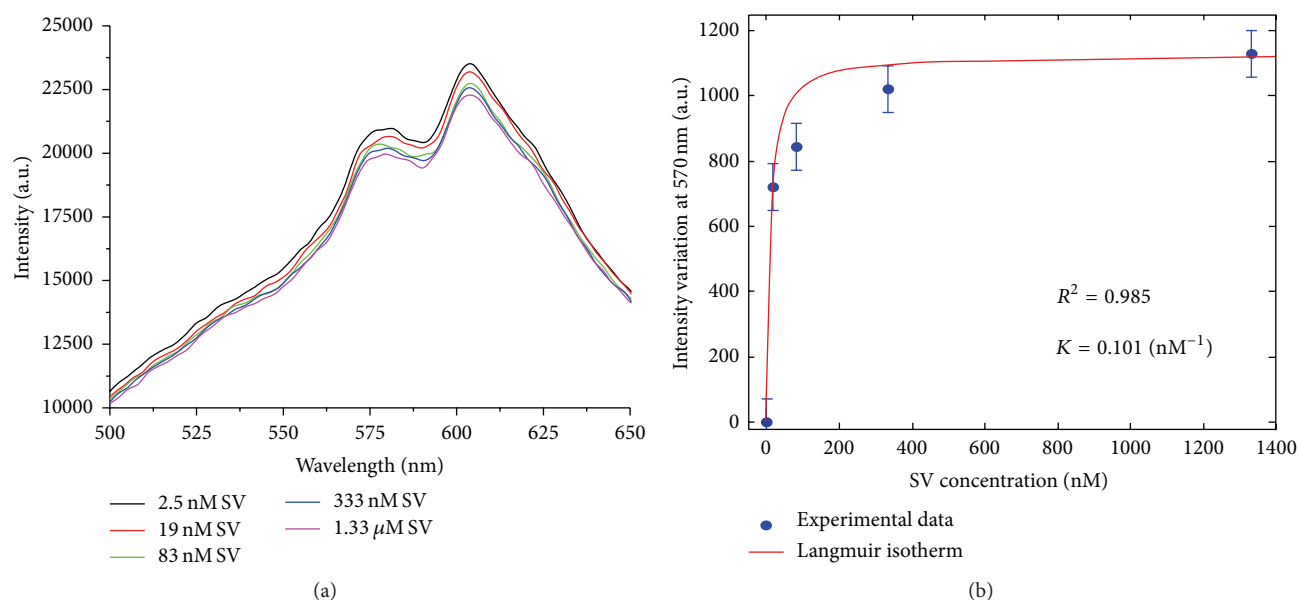 25000
22500
20000
17500
15000
12500
10000
Intensity (a.u.)
500 525 550 575 600 625 650
Wavelength (nm)
2.5 nM SV
19 nM SV
83 nM SV
333 nM SV
1.33 μM SV
(a)
1200
1000
800
600
400
200
0
Intensity variation at 570 nm (a.u.)
R² = 0.985
K = 0.101 (nM⁻¹)
0 200 400 600 800 1000 1200 1400
SV concentration (nM)
Experimental data
Langmuir isotherm
(b)